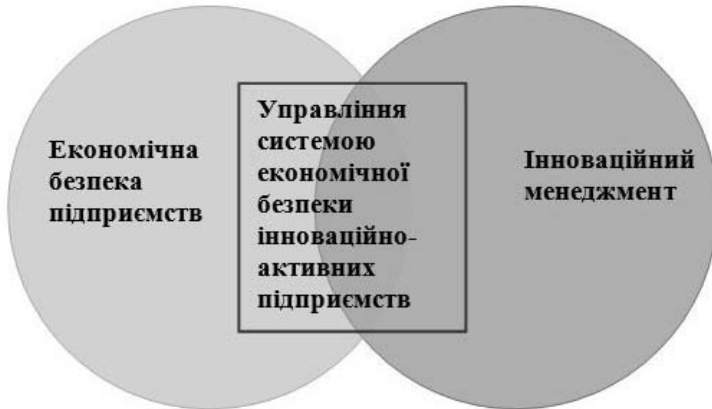 Економічна
безпека
підприємств
Управління
системою
економічної
безпеки
інноваційно-
активних
підприємств
Інноваційний
менеджмент